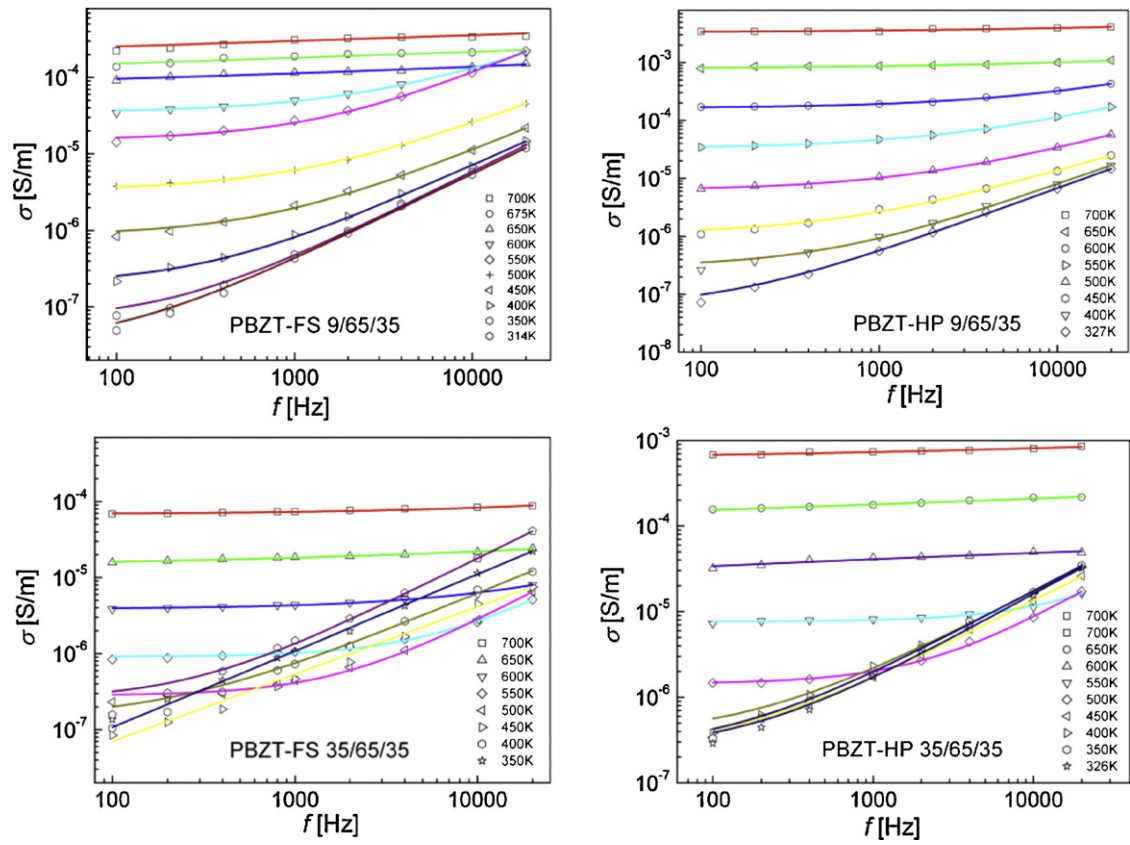 σ [S/m]
10⁻⁴
10⁻⁵
10⁻⁶
10⁻⁷
700K
675K
650K
600K
550K
500K
450K
400K
350K
314K
PBZT-FS 9/65/35
100
1000
10000
f [Hz]
σ [S/m]
10⁻³
10⁻⁴
10⁻⁵
10⁻⁶
10⁻⁷
10⁻⁸
700K
650K
600K
550K
500K
450K
400K
327K
PBZT-HP 9/65/35
100
1000
10000
f [Hz]
σ [S/m]
10⁻⁴
10⁻⁵
10⁻⁶
10⁻⁷
700K
650K
600K
550K
500K
450K
400K
350K
PBZT-FS 35/65/35
100
1000
10000
f [Hz]
σ [S/m]
10⁻³
10⁻⁴
10⁻⁵
10⁻⁶
10⁻⁷
700K
700K
600K
550K
500K
450K
400K
350K
326K
PBZT-HP 35/65/35
100
1000
10000
f [Hz]